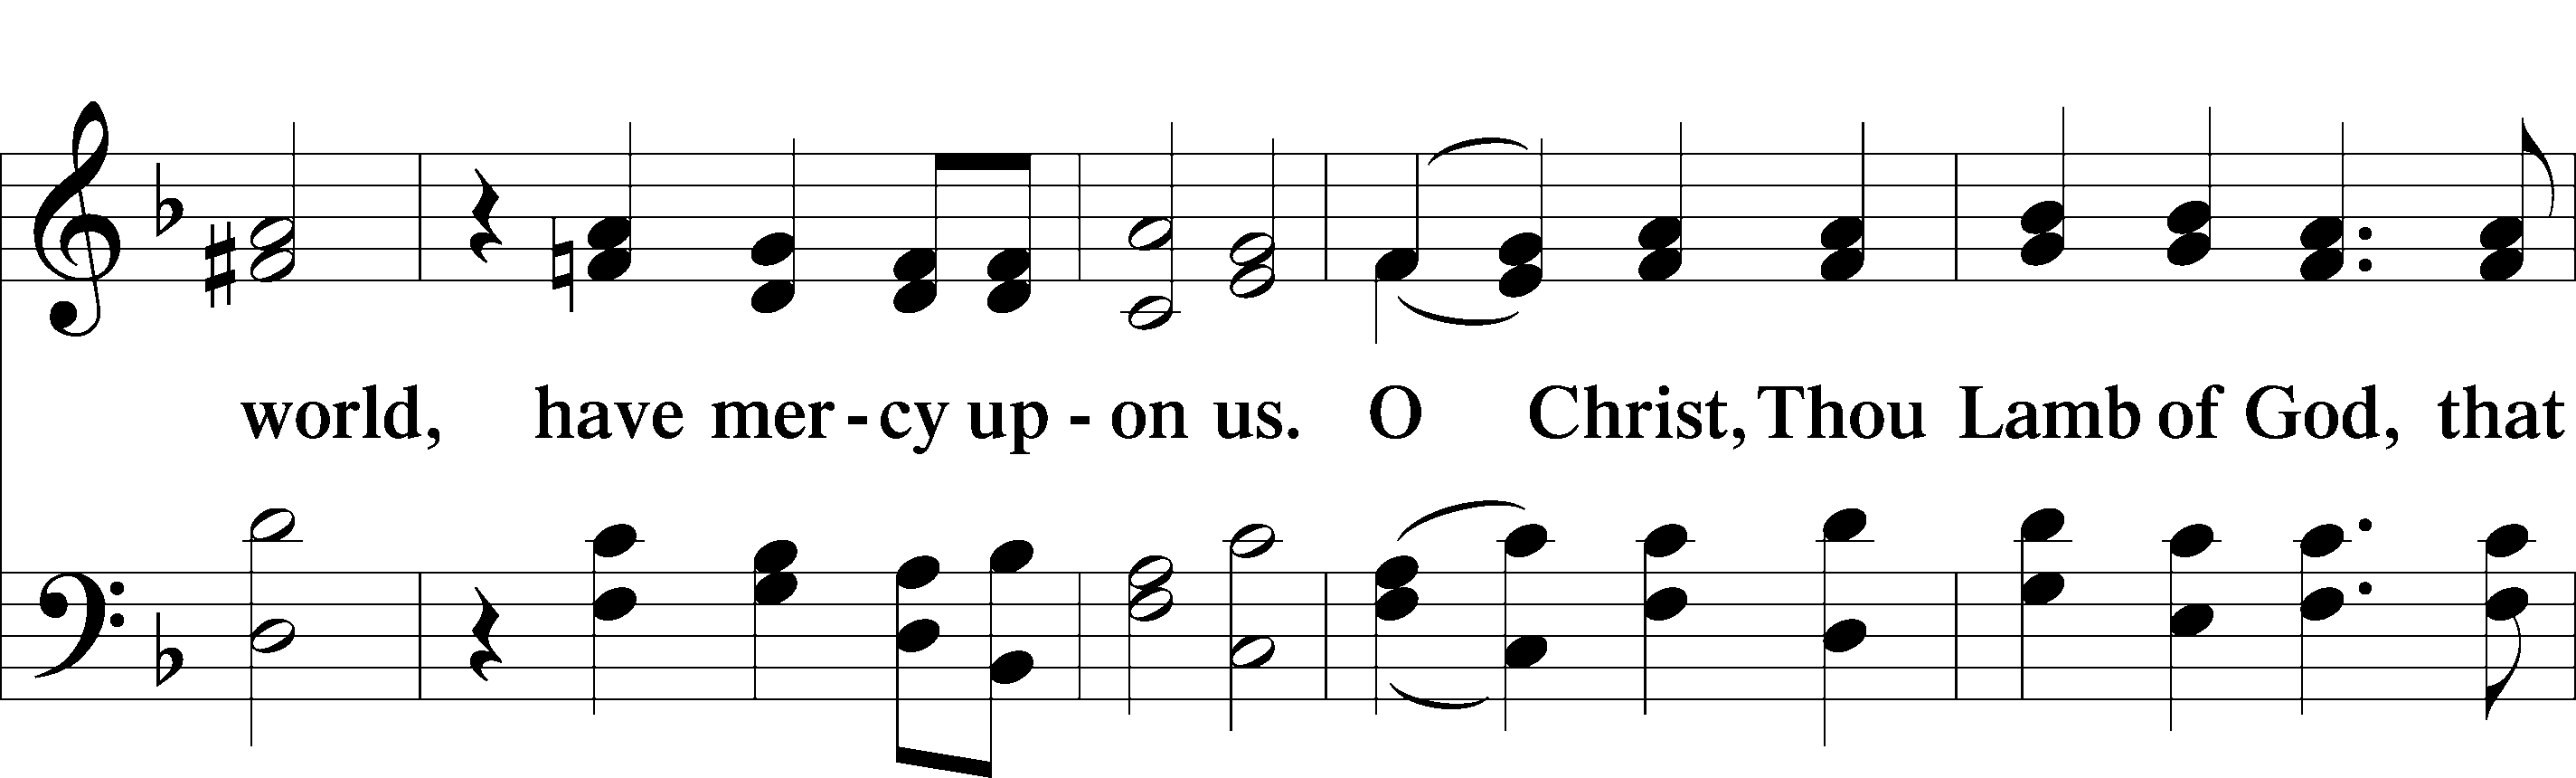 world, have mer - cy up - on us. O Christ, Thou Lamb of God, that